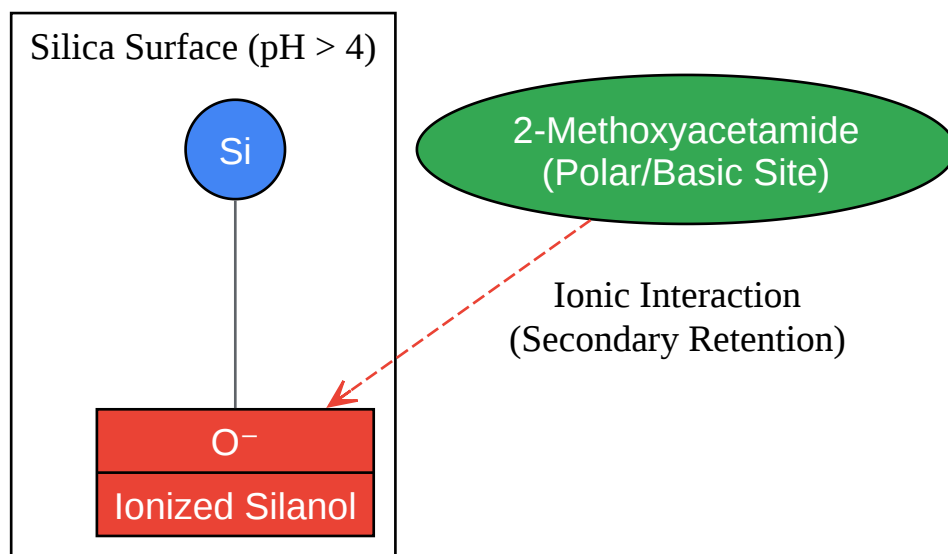 Silica Surface (pH > 4)
Si
2-Methoxyacetamide
(Polar/Basic Site)
Ionic Interaction
(Secondary Retention)
O⁻
Ionized Silanol